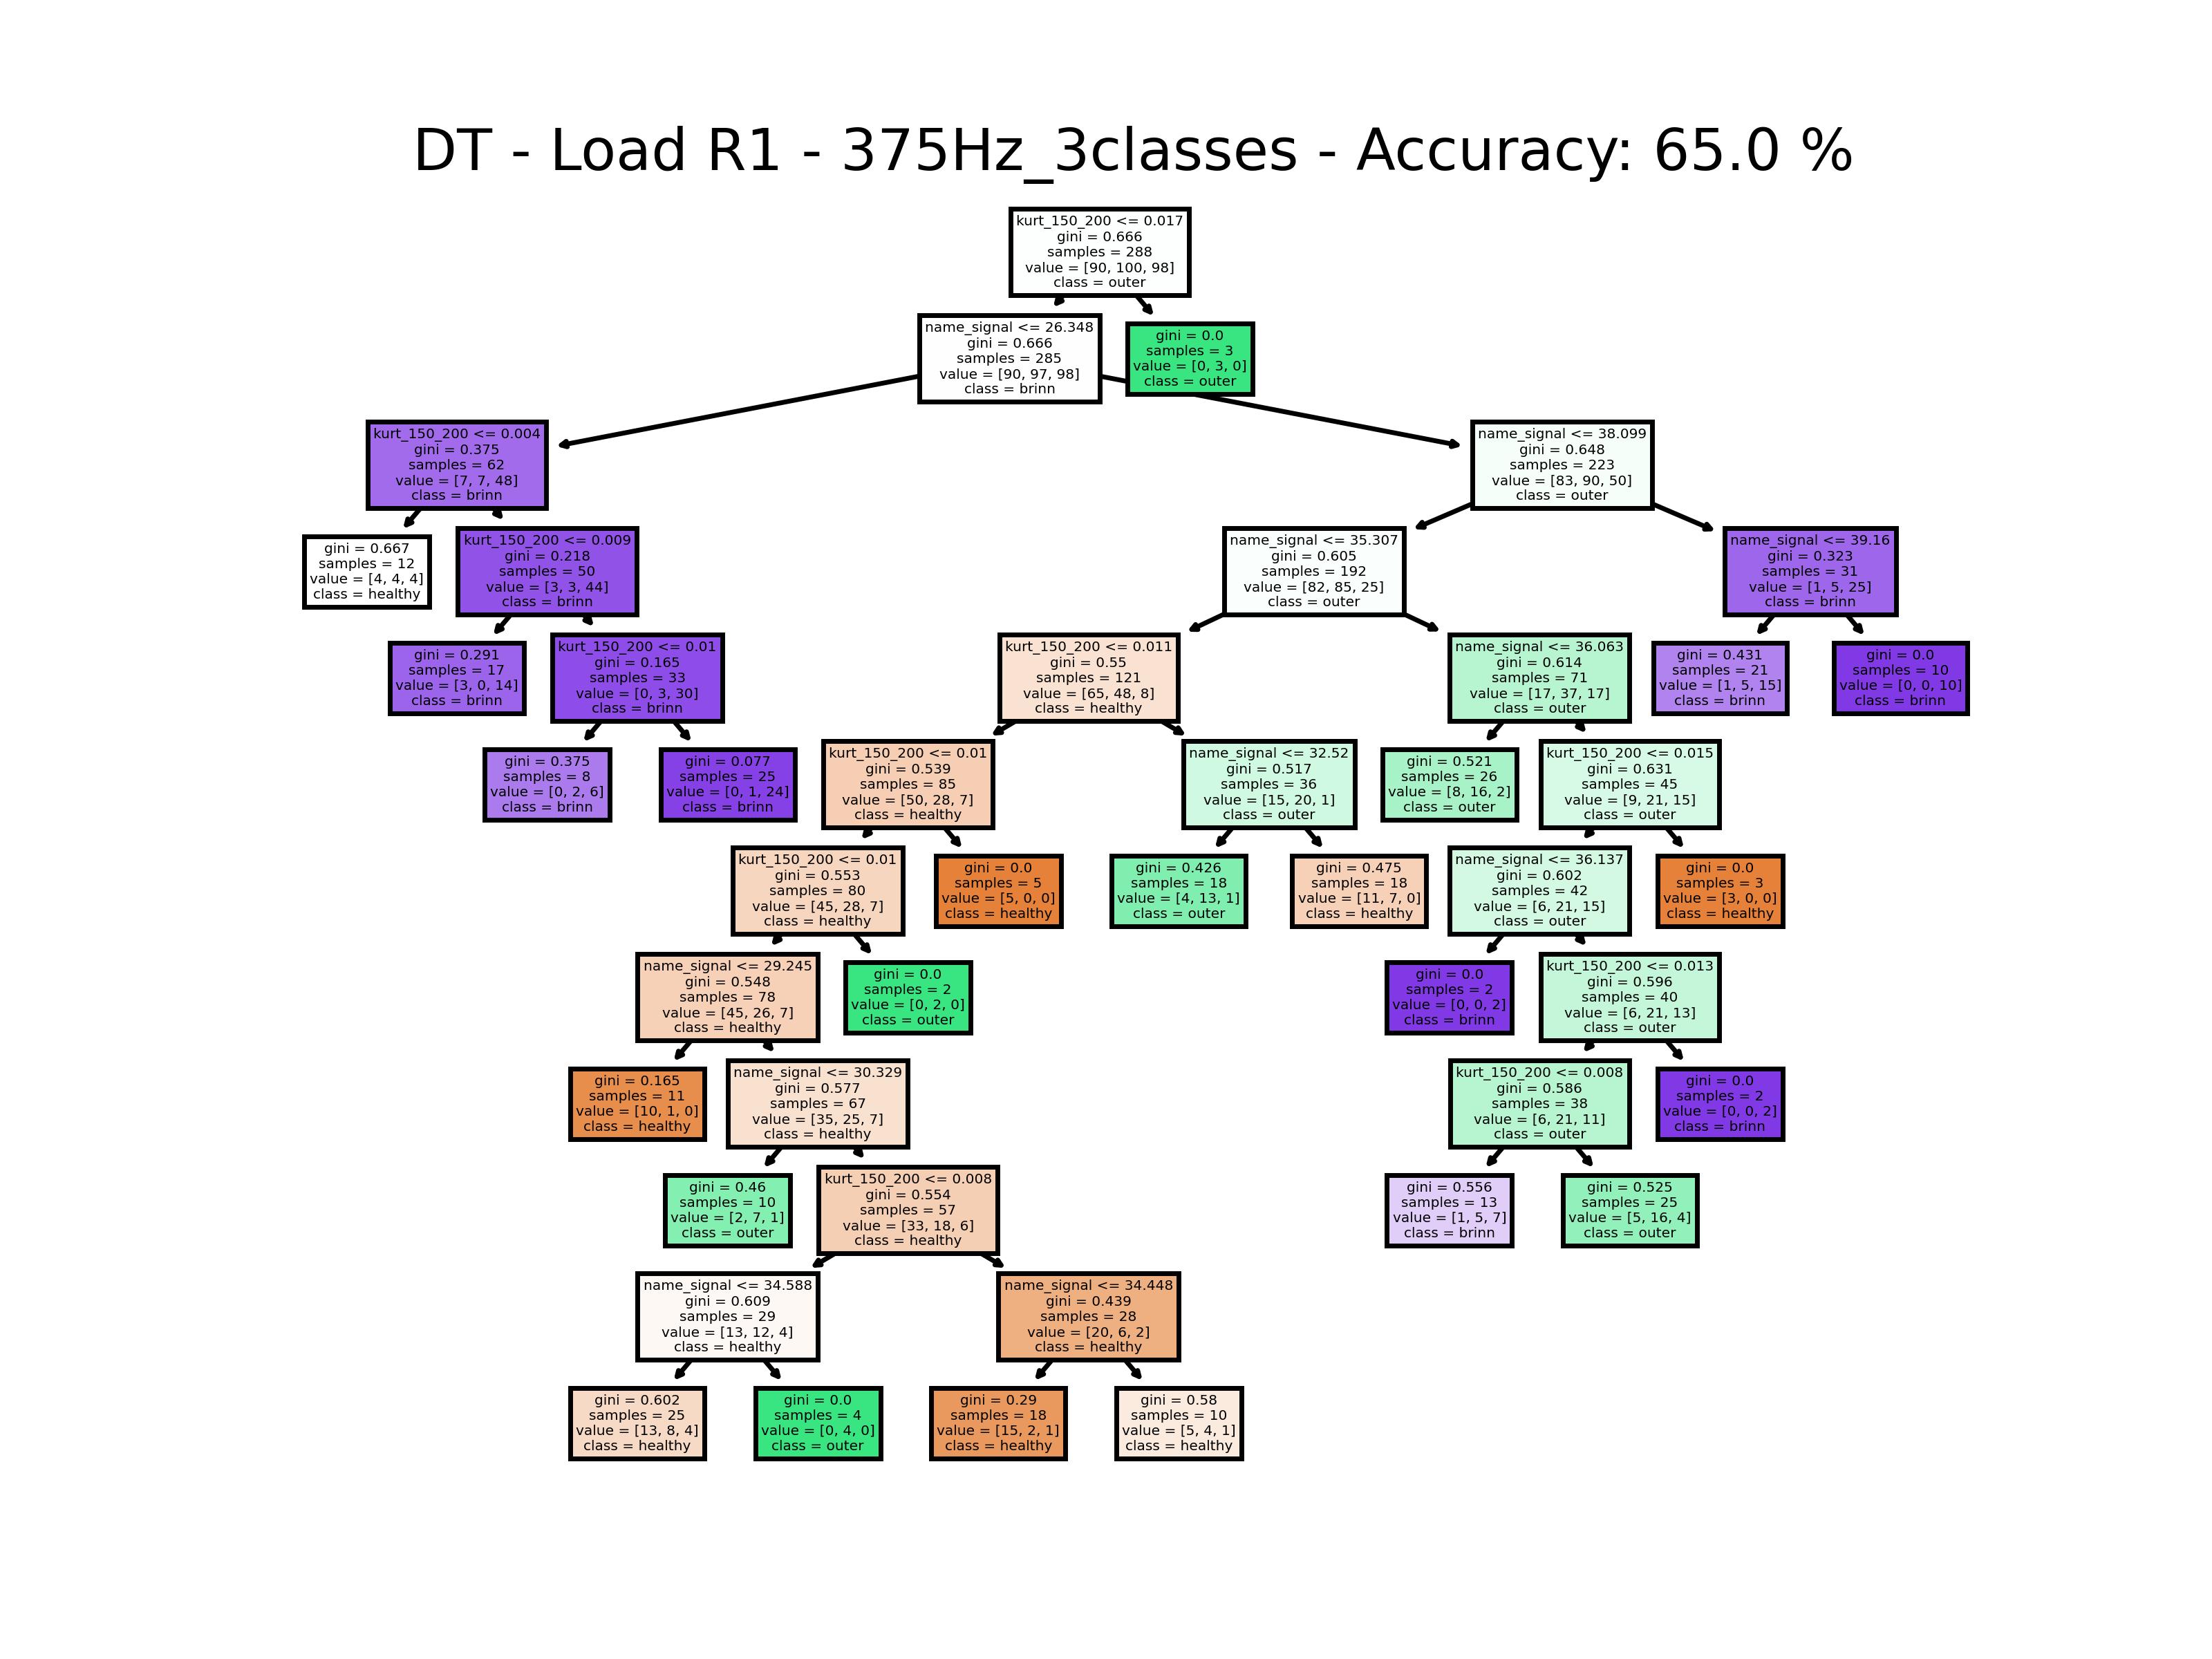 DT - Load R1 - 375Hz_3classes - Accuracy: 65.0 %
kurt_150_200 <= 0.017
gini = 0.666
samples = 288
value = [90, 100, 98]
class = outer
name_signal <= 26.348
gini = 0.666
samples = 285
value = [90, 97, 98]
class = brinn
gini = 0.0
samples = 3
value = [0, 3, 0]
class = outer
kurt_150_200 <= 0.004
gini = 0.375
samples = 62
value = [7, 7, 48]
class = brinn
name_signal <= 38.099
gini = 0.648
samples = 223
value = [83, 90, 50]
class = outer
gini = 0.667
samples = 12
value = [4, 4, 4]
class = healthy
kurt_150_200 <= 0.009
gini = 0.218
samples = 50
value = [3, 3, 44]
class = brinn
name_signal <= 35.307
gini = 0.605
samples = 192
value = [82, 85, 25]
class = outer
name_signal <= 39.16
gini = 0.323
samples = 31
value = [1, 5, 25]
class = brinn
gini = 0.291
samples = 17
value = [3, 0, 14]
class = brinn
kurt_150_200 <= 0.01
gini = 0.165
samples = 33
value = [0, 3, 30]
class = brinn
kurt_150_200 <= 0.011
gini = 0.55
samples = 121
value = [65, 48, 8]
class = healthy
name_signal <= 36.063
gini = 0.614
samples = 71
value = [17, 37, 17]
class = outer
gini = 0.431
samples = 21
value = [1, 5, 15]
class = brinn
gini = 0.0
samples = 10
value = [0, 0, 10]
class = brinn
gini = 0.375
samples = 8
value = [0, 2, 6]
class = brinn
gini = 0.077
samples = 25
value = [0, 1, 24]
class = brinn
kurt_150_200 <= 0.01
gini = 0.539
samples = 85
value = [50, 28, 7]
class = healthy
name_signal <= 32.52
gini = 0.517
samples = 36
value = [15, 20, 1]
class = outer
gini = 0.521
samples = 26
value = [8, 16, 2]
class = outer
kurt_150_200 <= 0.015
gini = 0.631
samples = 45
value = [9, 21, 15]
class = outer
kurt_150_200 <= 0.01
gini = 0.553
samples = 80
value = [45, 28, 7]
class = healthy
gini = 0.0
samples = 5
value = [5, 0, 0]
class = healthy
gini = 0.426
samples = 18
value = [4, 13, 1]
class = outer
gini = 0.475
samples = 18
value = [11, 7, 0]
class = healthy
name_signal <= 36.137
gini = 0.602
samples = 42
value = [6, 21, 15]
class = outer
gini = 0.0
samples = 3
value = [3, 0, 0]
class = healthy
name_signal <= 29.245
gini = 0.548
samples = 78
value = [45, 26, 7]
class = healthy
gini = 0.0
samples = 2
value = [0, 2, 0]
class = outer
gini = 0.0
samples = 2
value = [0, 0, 2]
class = brinn
kurt_150_200 <= 0.013
gini = 0.596
samples = 40
value = [6, 21, 13]
class = outer
gini = 0.165
samples = 11
value = [10, 1, 0]
class = healthy
name_signal <= 30.329
gini = 0.577
samples = 67
value = [35, 25, 7]
class = healthy
kurt_150_200 <= 0.008
gini = 0.586
samples = 38
value = [6, 21, 11]
class = outer
gini = 0.0
samples = 2
value = [0, 0, 2]
class = brinn
gini = 0.46
samples = 10
value = [2, 7, 1]
class = outer
kurt_150_200 <= 0.008
gini = 0.554
samples = 57
value = [33, 18, 6]
class = healthy
gini = 0.556
samples = 13
value = [1, 5, 7]
class = brinn
gini = 0.525
samples = 25
value = [5, 16, 4]
class = outer
name_signal <= 34.588
gini = 0.609
samples = 29
value = [13, 12, 4]
class = healthy
name_signal <= 34.448
gini = 0.439
samples = 28
value = [20, 6, 2]
class = healthy
gini = 0.602
samples = 25
value = [13, 8, 4]
class = healthy
gini = 0.0
samples = 4
value = [0, 4, 0]
class = outer
gini = 0.29
samples = 18
value = [15, 2, 1]
class = healthy
gini = 0.58
samples = 10
value = [5, 4, 1]
class = healthy